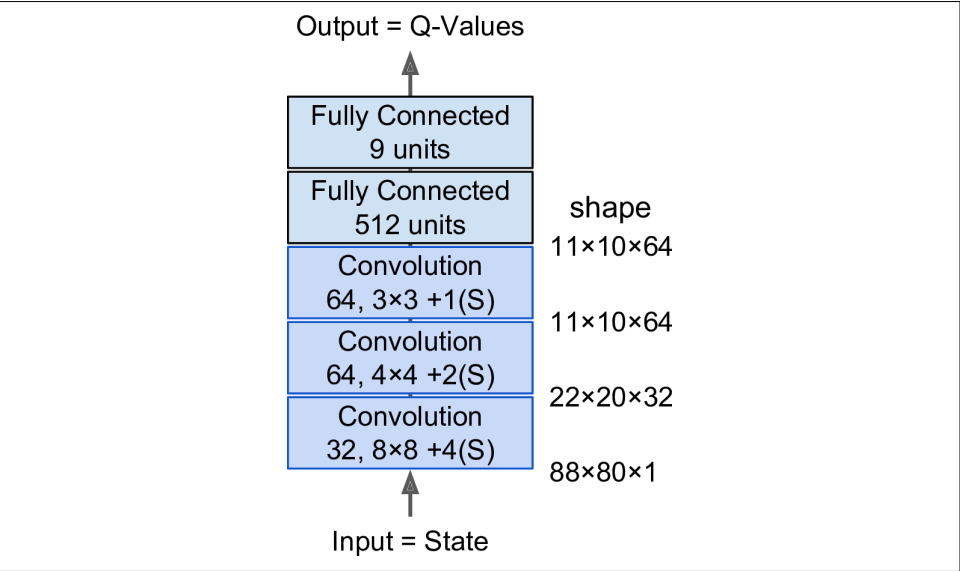 Output = Q-Values
Fully Connected
9 units
Fully Connected
512 units
shape
11×10×64
Convolution
64, 3×3 +1(S)
11×10×64
Convolution
64, 4×4 +2(S)
22×20×32
Convolution
32, 8×8 +4(S)
88×80×1
Input = State